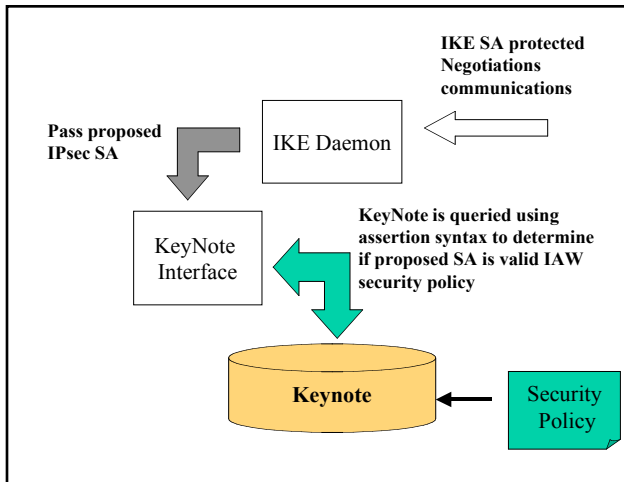 IKE SA protected
Negotiations
communications
Pass proposed
IPsec SA
IKE Daemon
KeyNote
Interface
KeyNote is queried using
assertion syntax to determine
if proposed SA is valid IAW
security policy
Keynote
Security
Policy